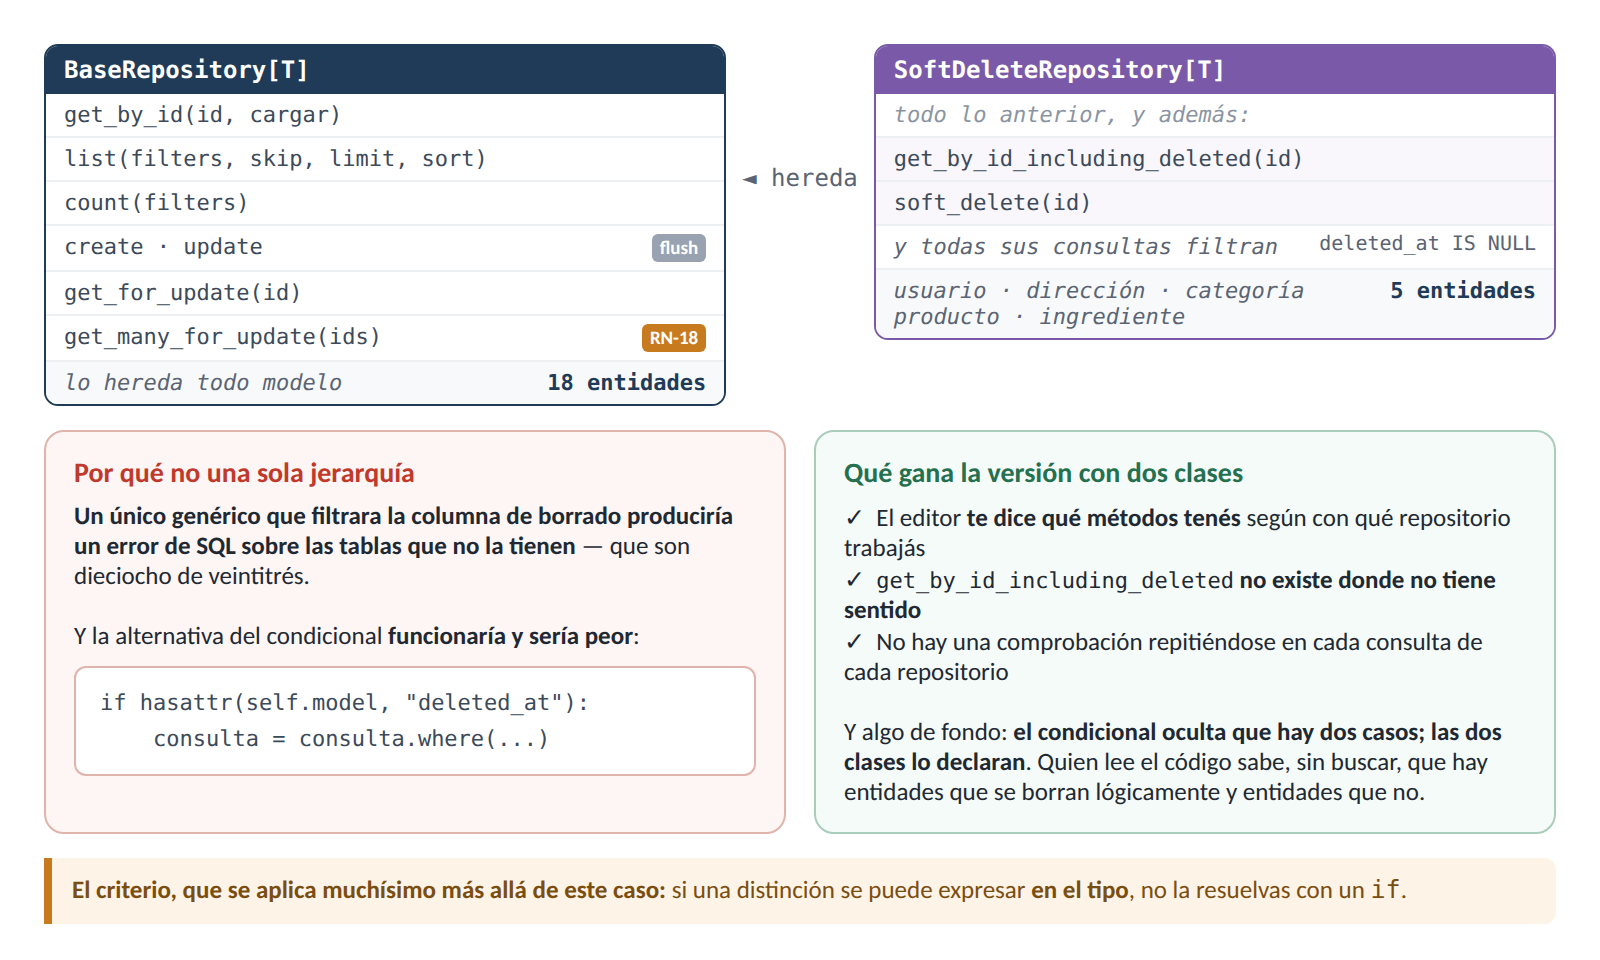 BaseRepository[T]
get_by_id(id, cargar)
list(filters, skip, limit, sort)
count(filters)
create · update flush
get_for_update(id)
get_many_for_update(ids) RN-18
lo hereda todo modelo 18 entidades
◄ hereda
SoftDeleteRepository[T]
todo lo anterior, y además:
get_by_id_including_deleted(id)
soft_delete(id)
y todas sus consultas filtran deleted_at IS NULL
usuario · dirección · categoría 5 entidades
producto · ingrediente
Por qué no una sola jerarquía
Un único genérico que filtrara la columna de borrado produciría
un error de SQL sobre las tablas que no la tienen — que son
dieciocho de veintitrés.
Y la alternativa del condicional funcionaría y sería peor:
if hasattr(self.model, "deleted_at"):
    consulta = consulta.where(...)
Qué gana la versión con dos clases
✓ El editor te dice qué métodos tenés según con qué repositorio
trabajás
✓ get_by_id_including_deleted no existe donde no tiene
sentido
✓ No hay una comprobación repitiéndose en cada consulta de
cada repositorio
Y algo de fondo: el condicional oculta que hay dos casos; las dos
clases lo declaran. Quien lee el código sabe, sin buscar, que hay
entidades que se borran lógicamente y entidades que no.
El criterio, que se aplica muchísimo más allá de este caso: si una distinción se puede expresar en el tipo, no la resuelvas con un if.